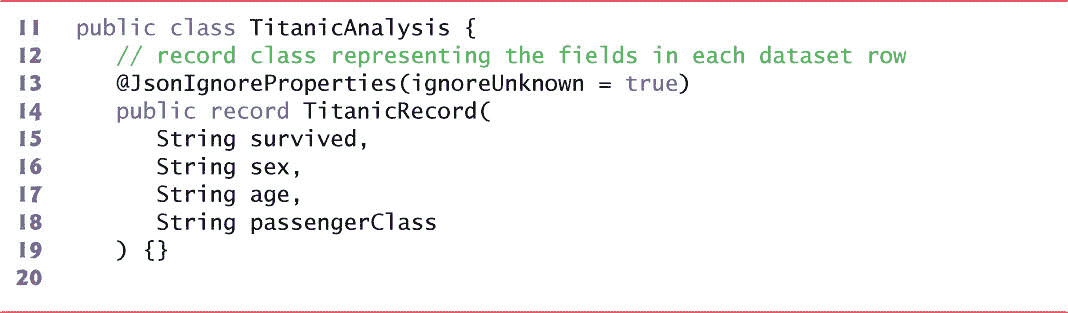 11 public class TitanicAnalysis {
12 // record class representing the fields in each dataset row
13 @JsonIgnoreProperties(ignoreUnknown = true)
14 public record TitanicRecord(
15 String survived,
16 String sex,
17 String age,
18 String passengerClass
19 ) {}
20